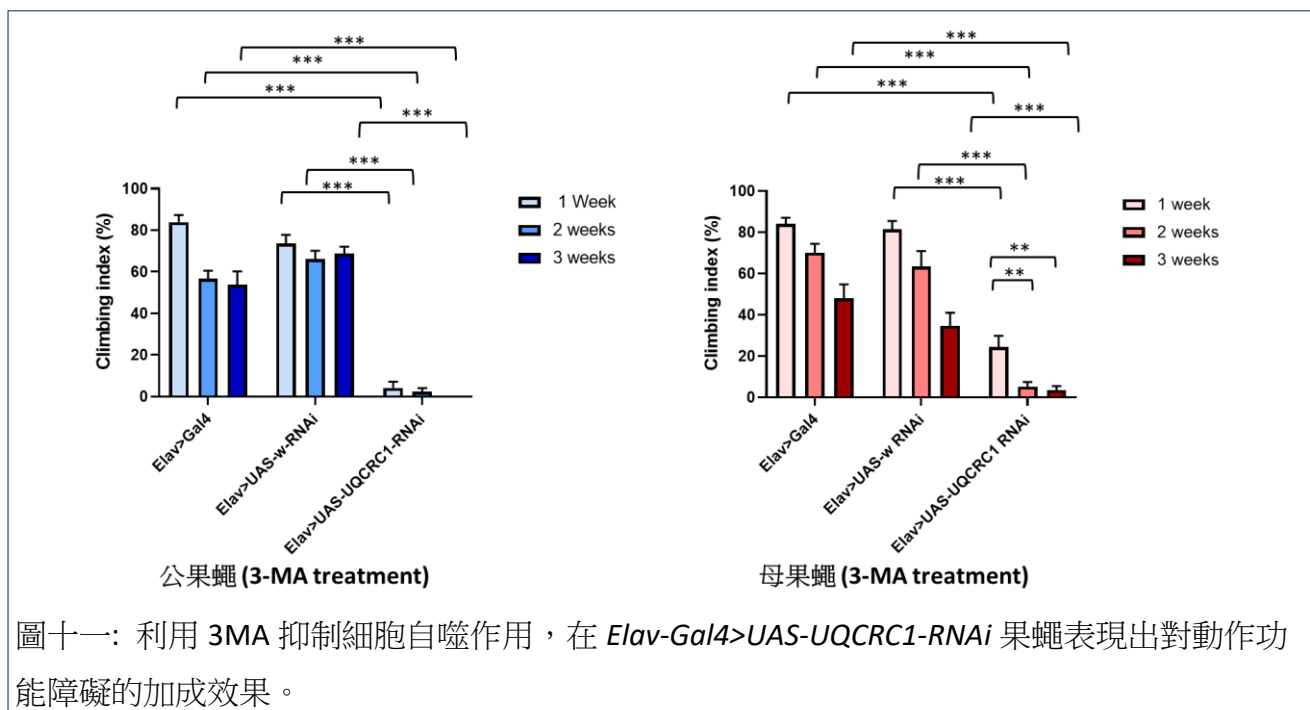 ***
***
***
***
***
***
Climbing index (%)
100
80
60
40
20
0
1 Week
2 weeks
3 weeks
Elav>Gal4
Elav>UAS-w-RNAi
Elav>UAS-UQCRC1-RNAi
公果蠅 (3-MA treatment)
***
***
***
***
***
***
**
**
Climbing index (%)
100
80
60
40
20
0
1 week
2 weeks
3 weeks
Elav>Gal4
Elav>UAS-w RNAi
Elav>UAS-UQCRC1 RNAi
母果蠅 (3-MA treatment)
圖十一: 利用 3MA 抑制細胞自噬作用，在 Elav-Gal4>UAS-UQCRC1-RNAi 果蠅表現出對動作功
能障礙的加成效果。